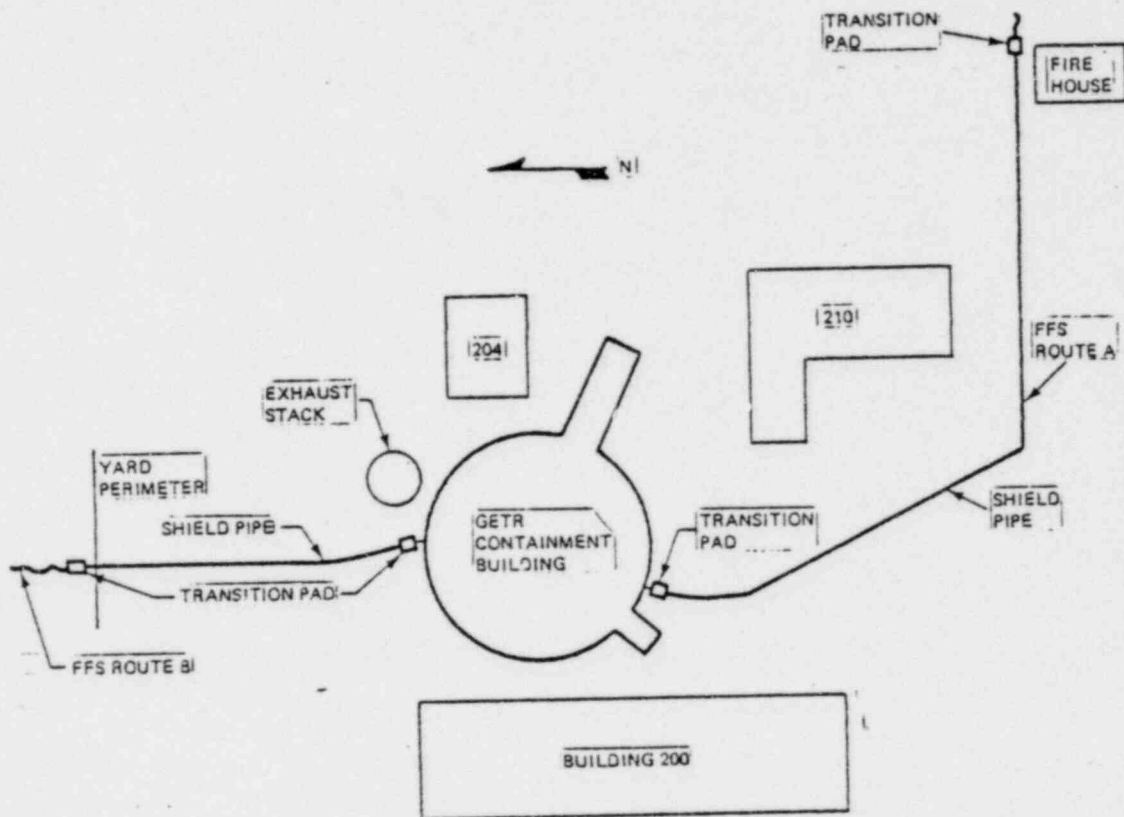 TRANSITION
PAD
FIRE
HOUSE
N
204
210
FFS
ROUTE A
EXHAUST
STACK
YARD
PERIMETER
SHIELD PIPE
GETR
CONTAINMENT
BUILDING
TRANSITION
PAD
SHIELD
PIPE
TRANSITION PAD
FFS ROUTE B
BUILDING 200